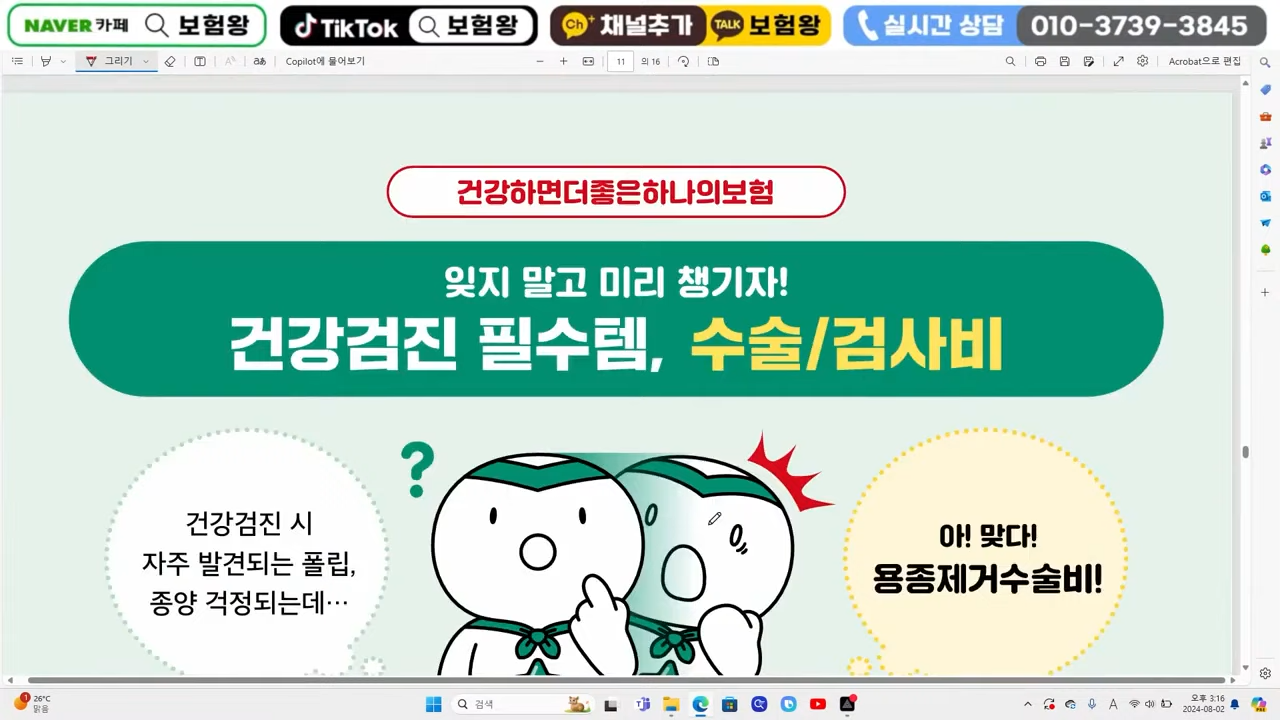 NAVER 카페 보험왕
TikTok 보험왕
Ch+ 채널추가 TALK 보험왕
실시간 상담 010-3739-3845
그리기 Copilot에 물어보기 11 의 16 Acrobat으로 편집
건강하면더좋은하나의보험
잊지 말고 미리 챙기자!
건강검진 필수템, 수술/검사비
?
건강검진 시
자주 발견되는 폴립,
종양 걱정되는데…
아! 맞다!
용종제거수술비!
1
26°C
맑음
검색
A
오후 3:16
2024-08-02